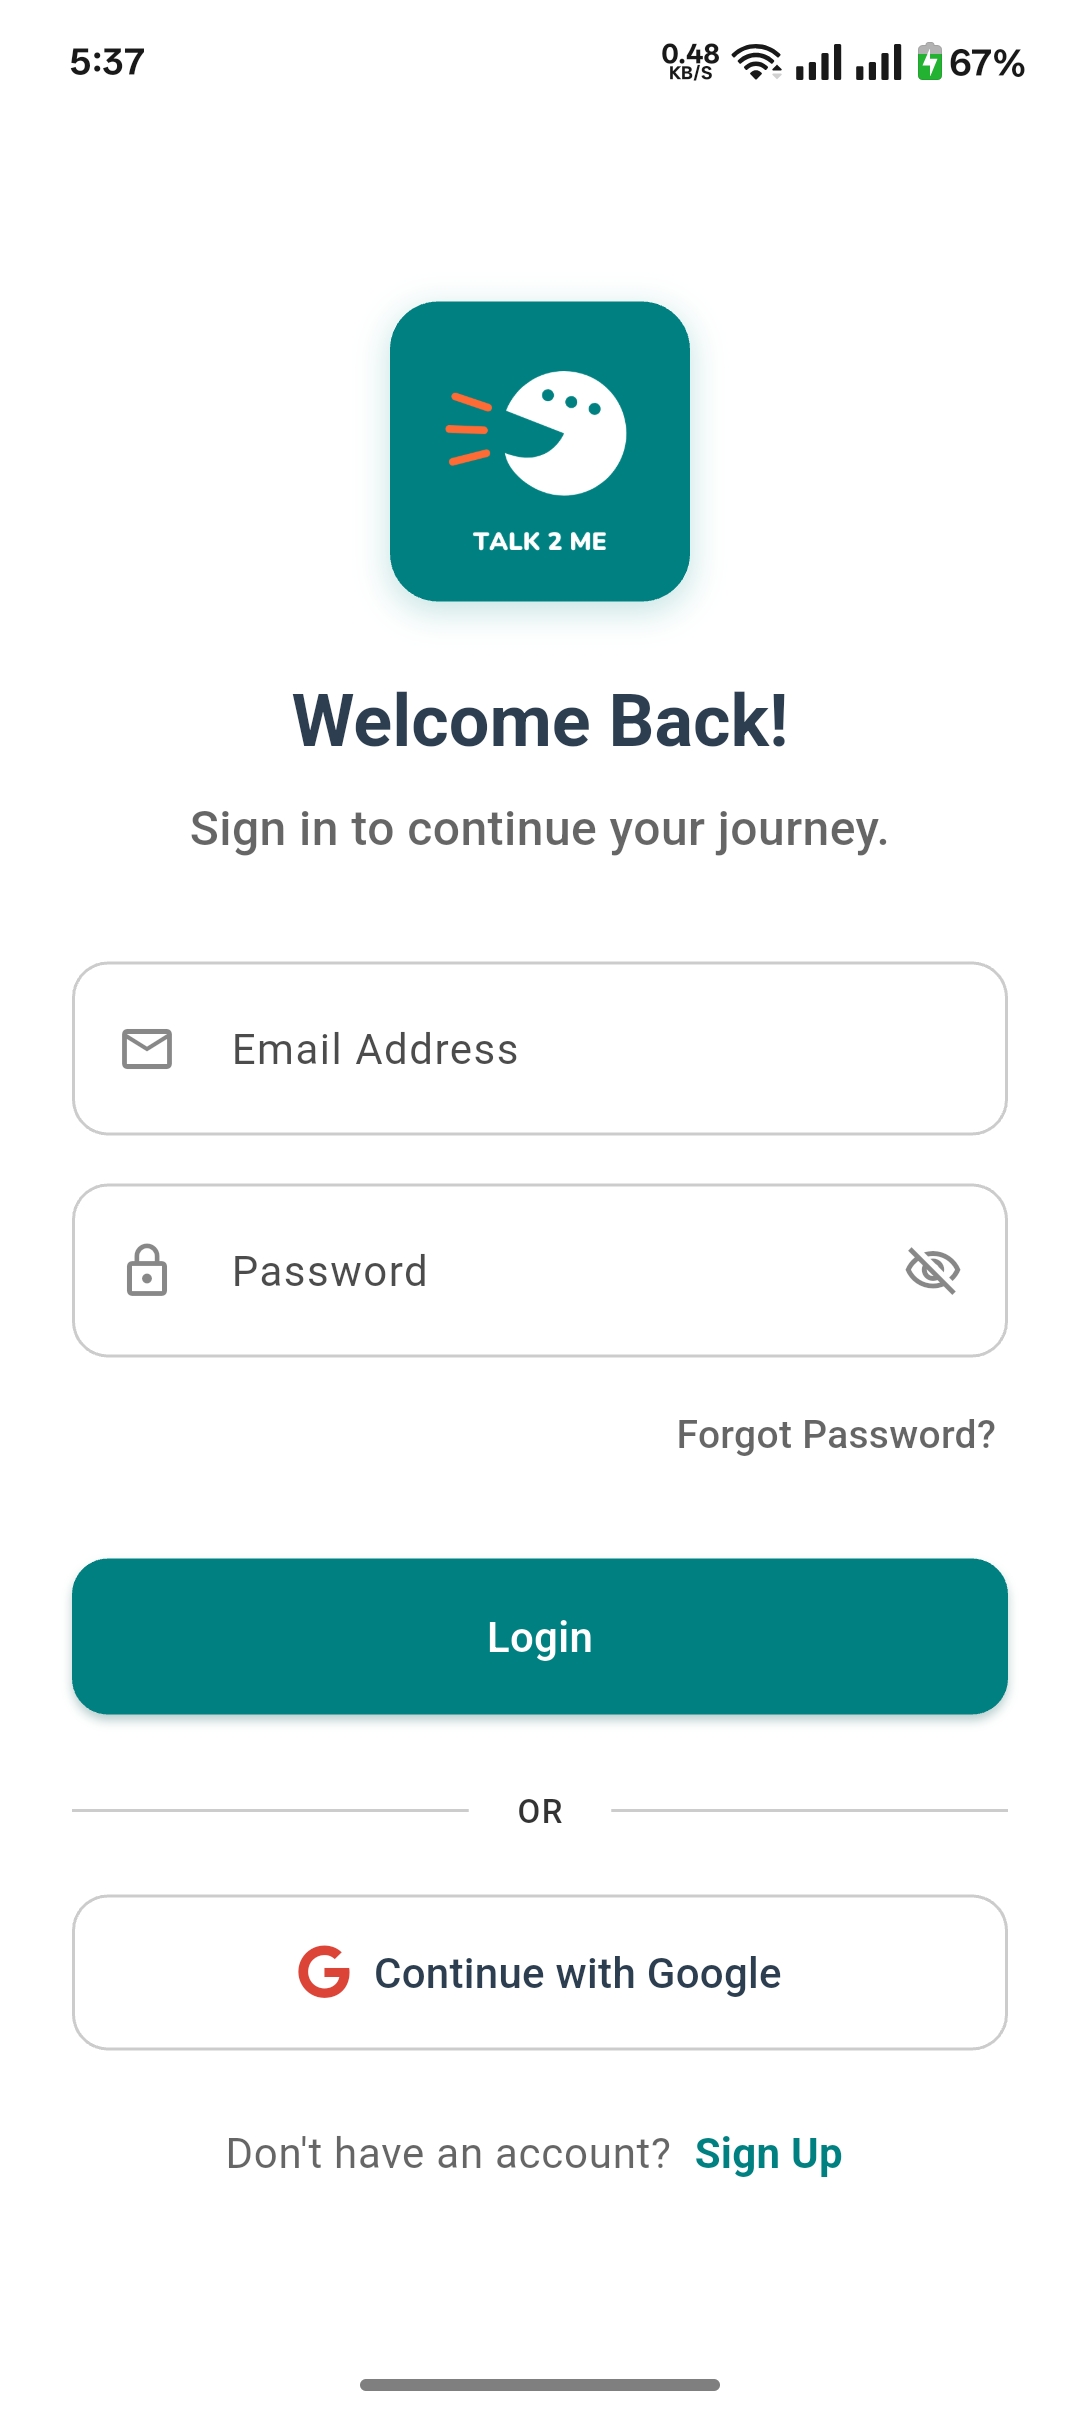 5:37
0.48
KB/S
67%
TALK 2 ME
Welcome Back!
Sign in to continue your journey.
Email Address
Password
Forgot Password?
Login
OR
Continue with Google
Don't have an account? Sign Up